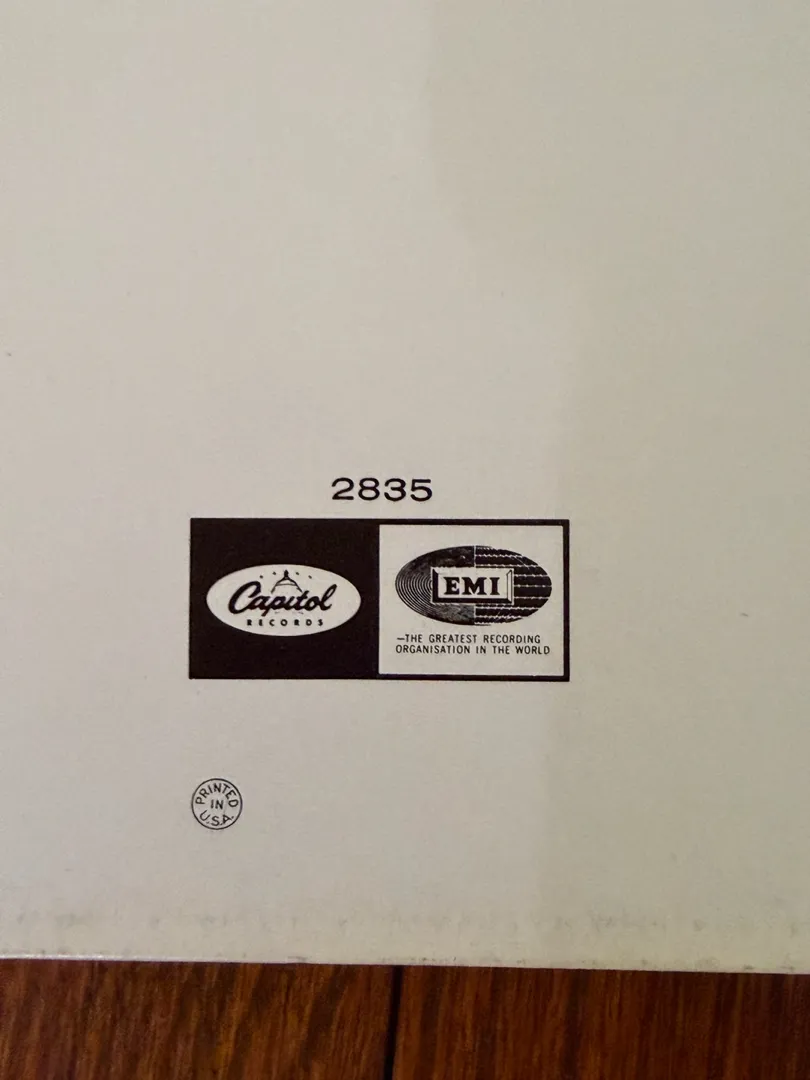 2835
Capitol
RECORDS
EMI
—THE GREATEST RECORDING
ORGANISATION IN THE WORLD
PRINTED
IN
U.S.A.